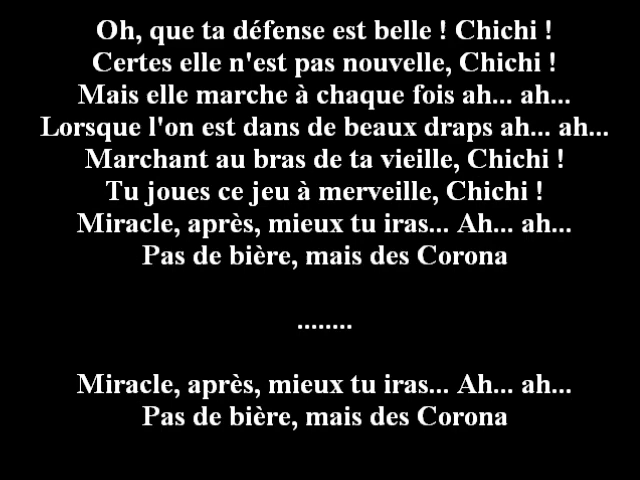 Oh, que ta défense est belle ! Chichi !
Certes elle n'est pas nouvelle, Chichi !
Mais elle marche à chaque fois ah... ah...
Lorsque l'on est dans de beaux draps ah... ah...
Marchant au bras de ta vieille, Chichi !
Tu joues ce jeu à merveille, Chichi !
Miracle, après, mieux tu iras... Ah... ah...
Pas de bière, mais des Corona
........
Miracle, après, mieux tu iras... Ah... ah...
Pas de bière, mais des Corona